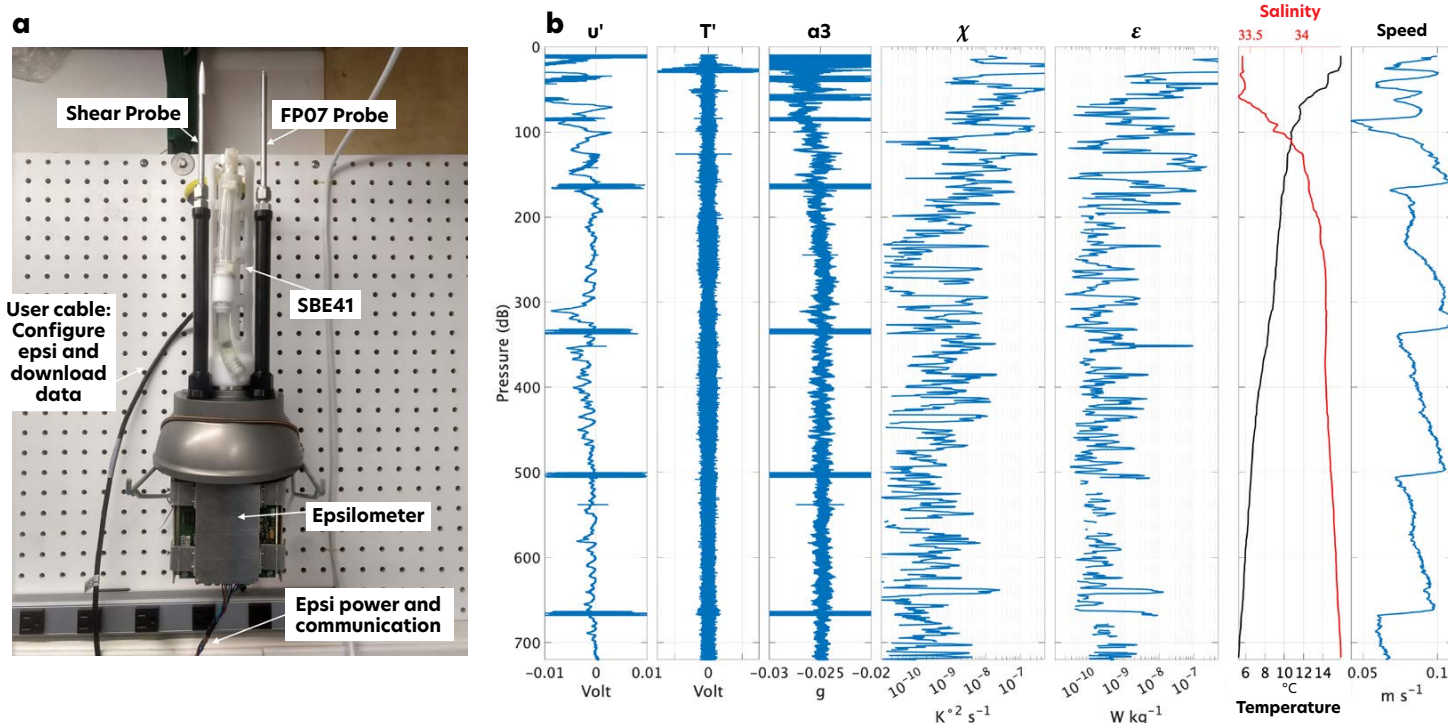 a
Shear Probe
FP07 Probe
SBE41
User cable:
Configure
epsi and
download
data
Epsilometer
Epsi power and
communication
b
u'
T'
a3
χ
ε
Salinity
33.5 34
Speed
Pressure (dB)
0
100
200
300
400
500
600
700
−0.01 0 0.01
Volt
0
Volt
−0.03 −0.025 −0.02
g
10⁻¹⁰ 10⁻⁹ 10⁻⁸ 10⁻⁷
K°² s⁻¹
10⁻¹⁰ 10⁻⁹ 10⁻⁸ 10⁻⁷
W kg⁻¹
6 8 10 12 14
°C
Temperature
0.05 0.1
m s⁻¹